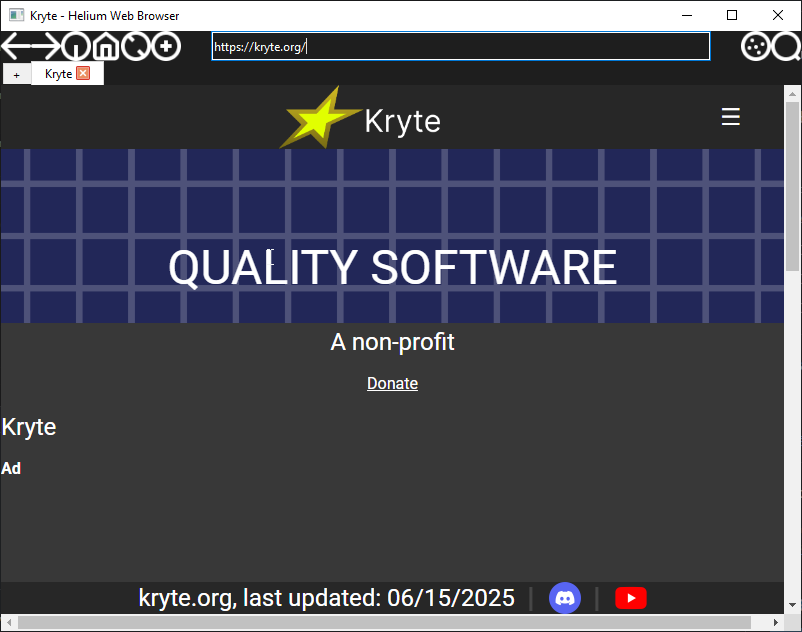 Kryte - Helium Web Browser
https://kryte.org/
+
Kryte
Kryte
QUALITY SOFTWARE
A non-profit
Donate
Kryte
Ad
kryte.org, last updated: 06/15/2025